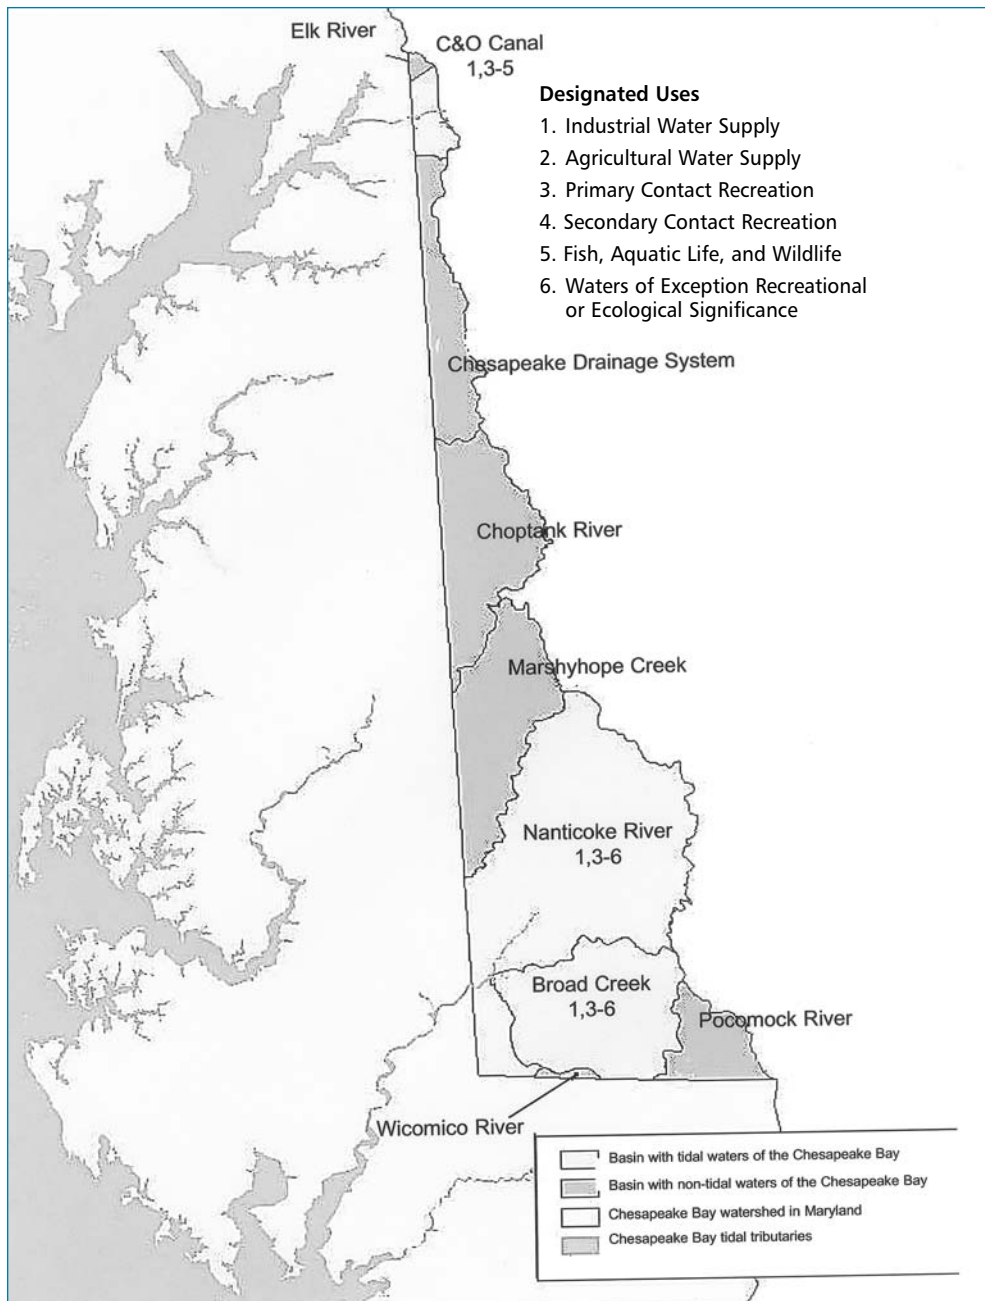 Elk River
C&O Canal
1,3-5
Designated Uses
1. Industrial Water Supply
2. Agricultural Water Supply
3. Primary Contact Recreation
4. Secondary Contact Recreation
5. Fish, Aquatic Life, and Wildlife
6. Waters of Exception Recreational
or Ecological Significance
Chesapeake Drainage System
Choptank River
Marshyhope Creek
Nanticoke River
1,3-6
Broad Creek
1,3-6
Pocomock River
Wicomico River
Basin with tidal waters of the Chesapeake Bay
Basin with non-tidal waters of the Chesapeake Bay
Chesapeake Bay watershed in Maryland
Chesapeake Bay tidal tributaries